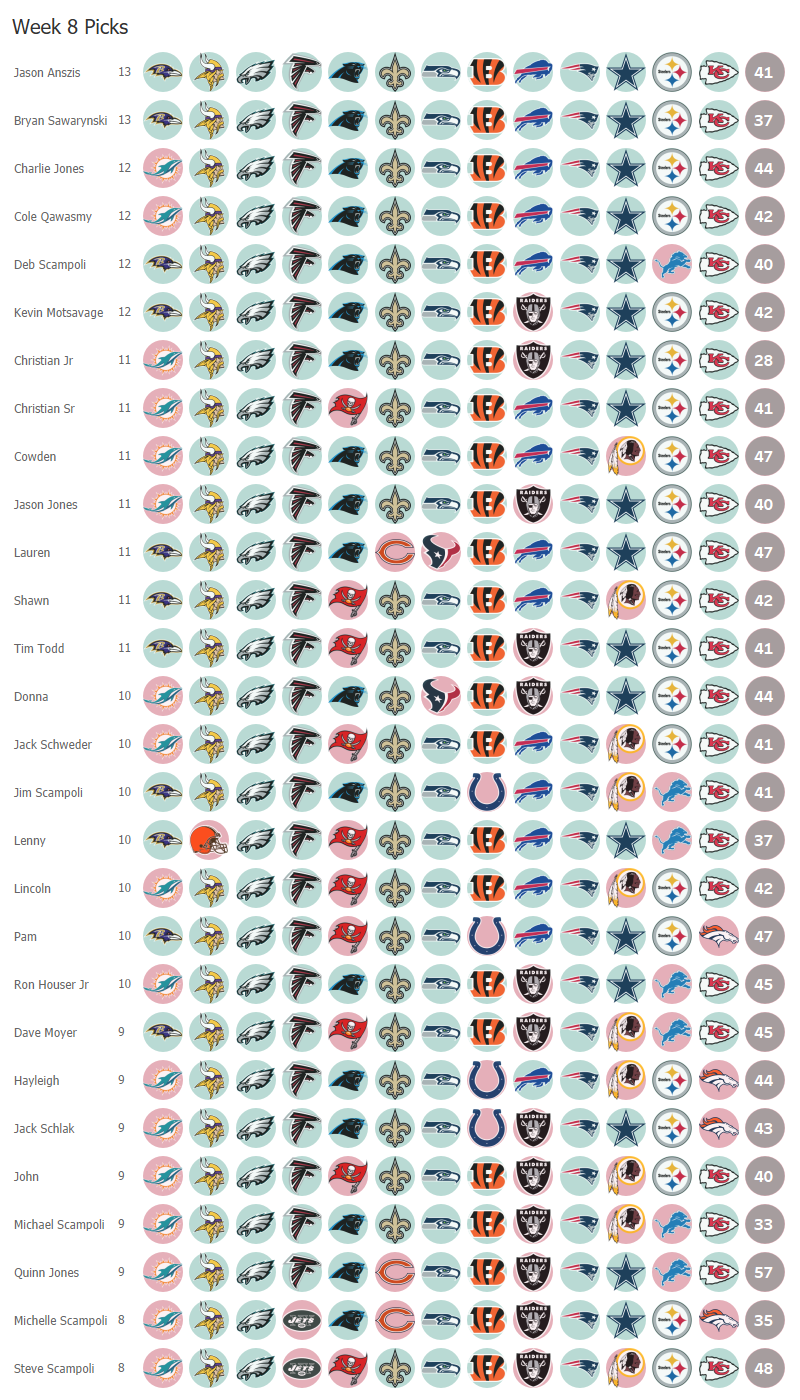 Week 8 Picks
Jason Anszis 13 41
Bryan Sawarynski 13 37
Charlie Jones 12 44
Cole Qawasmy 12 42
Deb Scampoli 12 40
Kevin Motsavage 12 42
Christian Jr 11 28
Christian Sr 11 41
Cowden 11 47
Jason Jones 11 40
Lauren 11 47
Shawn 11 42
Tim Todd 11 41
Donna 10 44
Jack Schweder 10 41
Jim Scampoli 10 41
Lenny 10 37
Lincoln 10 42
Pam 10 47
Ron Houser Jr 10 45
Dave Moyer 9 45
Hayleigh 9 44
Jack Schlak 9 43
John 9 40
Michael Scampoli 9 33
Quinn Jones 9 57
Michelle Scampoli 8 35
Steve Scampoli 8 48